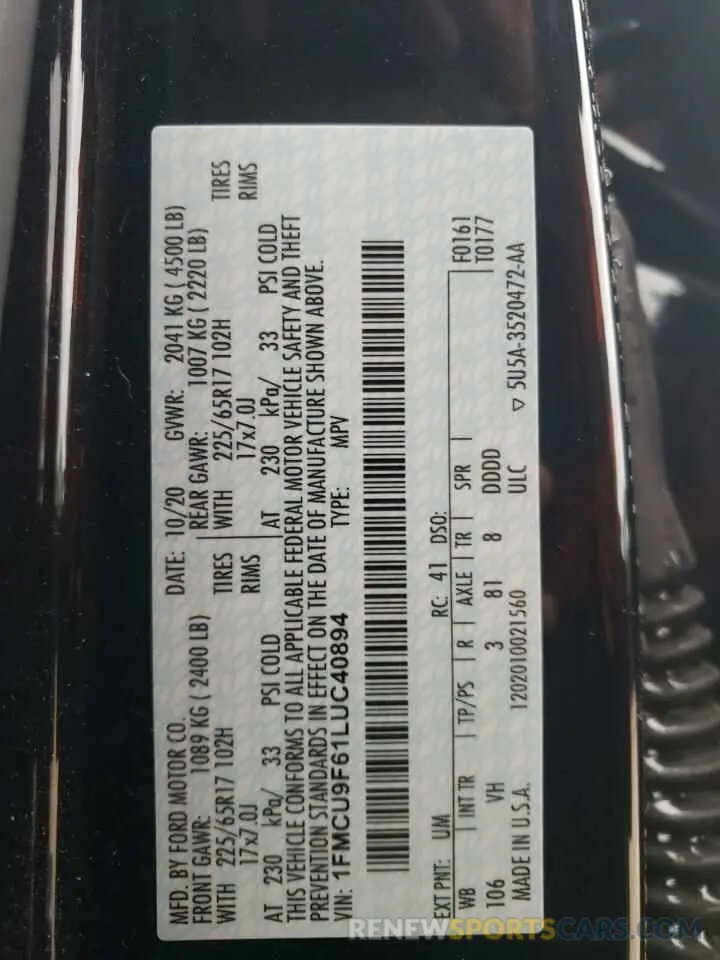 MFD. BY FORD MOTOR CO. DATE: 10/20 GVWR: 2041 KG ( 4500 LB)
FRONT GAWR: 1089 KG ( 2400 LB) REAR GAWR: 1007 KG ( 2220 LB)
WITH 225/65R17 102H TIRES WITH 225/65R17 102H TIRES
17x7.0J RIMS 17x7.0J RIMS
AT 230 kPa/ 33 PSI COLD AT 230 kPa/ 33 PSI COLD
THIS VEHICLE CONFORMS TO ALL APPLICABLE FEDERAL MOTOR VEHICLE SAFETY AND THEFT
PREVENTION STANDARDS IN EFFECT ON THE DATE OF MANUFACTURE SHOWN ABOVE.
VIN: 1FMCU9F61LUC40894 TYPE: MPV
EXT PNT: UM RC: 41 DSO: F0161
WB INT TR TP/PS R AXLE TR SPR T0177
106 VH 3 81 8 DDDD
MADE IN U.S.A. 1202010021560 ULC ▽ 5U5A-3520472-AA
RENEWSPORTSCARS.COM